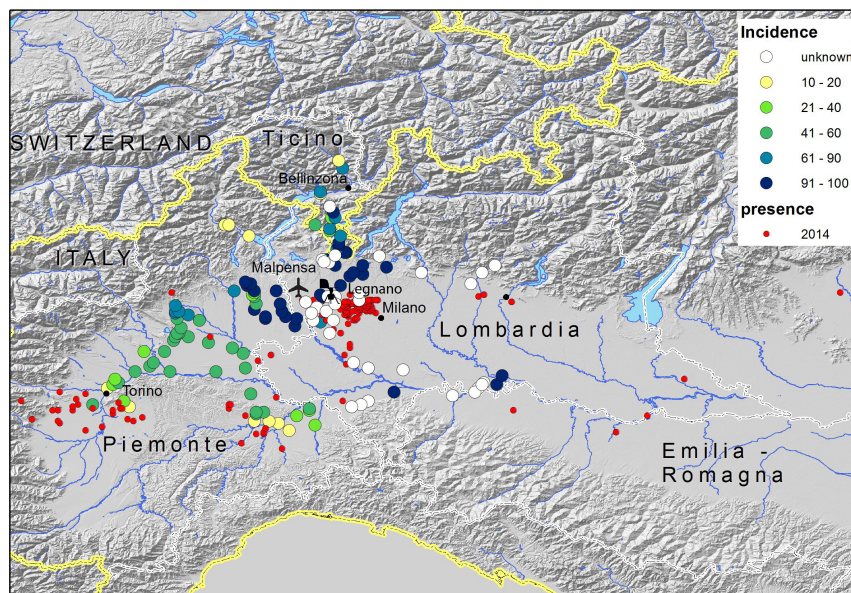 Incidence
unknown
10 - 20
21 - 40
41 - 60
61 - 90
91 - 100
presence
2014
SWITZERLAND
Ticino
Bellinzona
ITALY
Malpensa
Legnano
Milano
Lombardia
Torino
Piemonte
Emilia -
Romagna